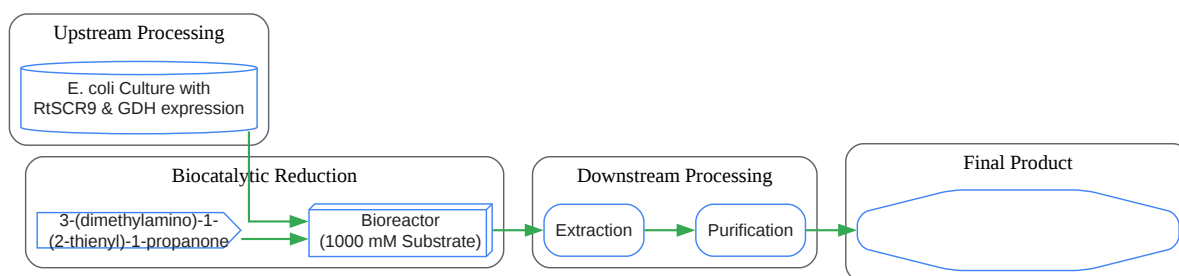 Upstream Processing
E. coli Culture with
RtSCR9 & GDH expression
Biocatalytic Reduction
3-(dimethylamino)-1-
(2-thienyl)-1-propanone
Bioreactor
(1000 mM Substrate)
Downstream Processing
Extraction
Purification
Final Product